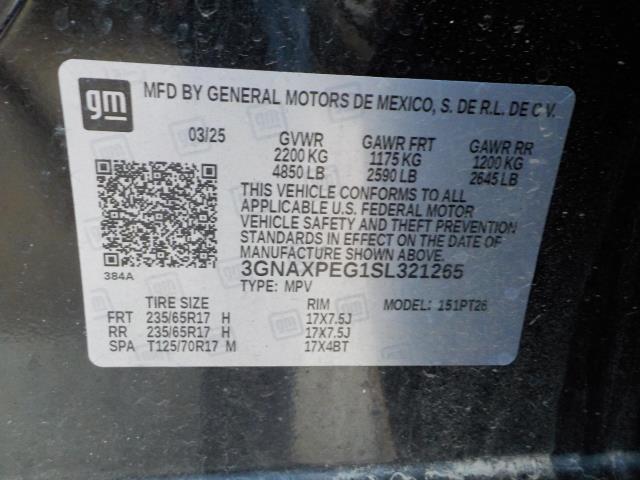 gm
MFD BY GENERAL MOTORS DE MEXICO, S. DE R.L. DE C.V.
03/25 GVWR GAWR FRT GAWR RR
2200 KG 1175 KG 1200 KG
4850 LB 2590 LB 2645 LB
THIS VEHICLE CONFORMS TO ALL
APPLICABLE U.S. FEDERAL MOTOR
VEHICLE SAFETY AND THEFT PREVENTION
STANDARDS IN EFFECT ON THE DATE OF
MANUFACTURE SHOWN ABOVE.
3GNAXPEG1SL321265
384A
TYPE: MPV
TIRE SIZE RIM MODEL: 151PT26
FRT 235/65R17 H 17X7.5J
RR 235/65R17 H 17X7.5J
SPA T125/70R17 M 17X4BT